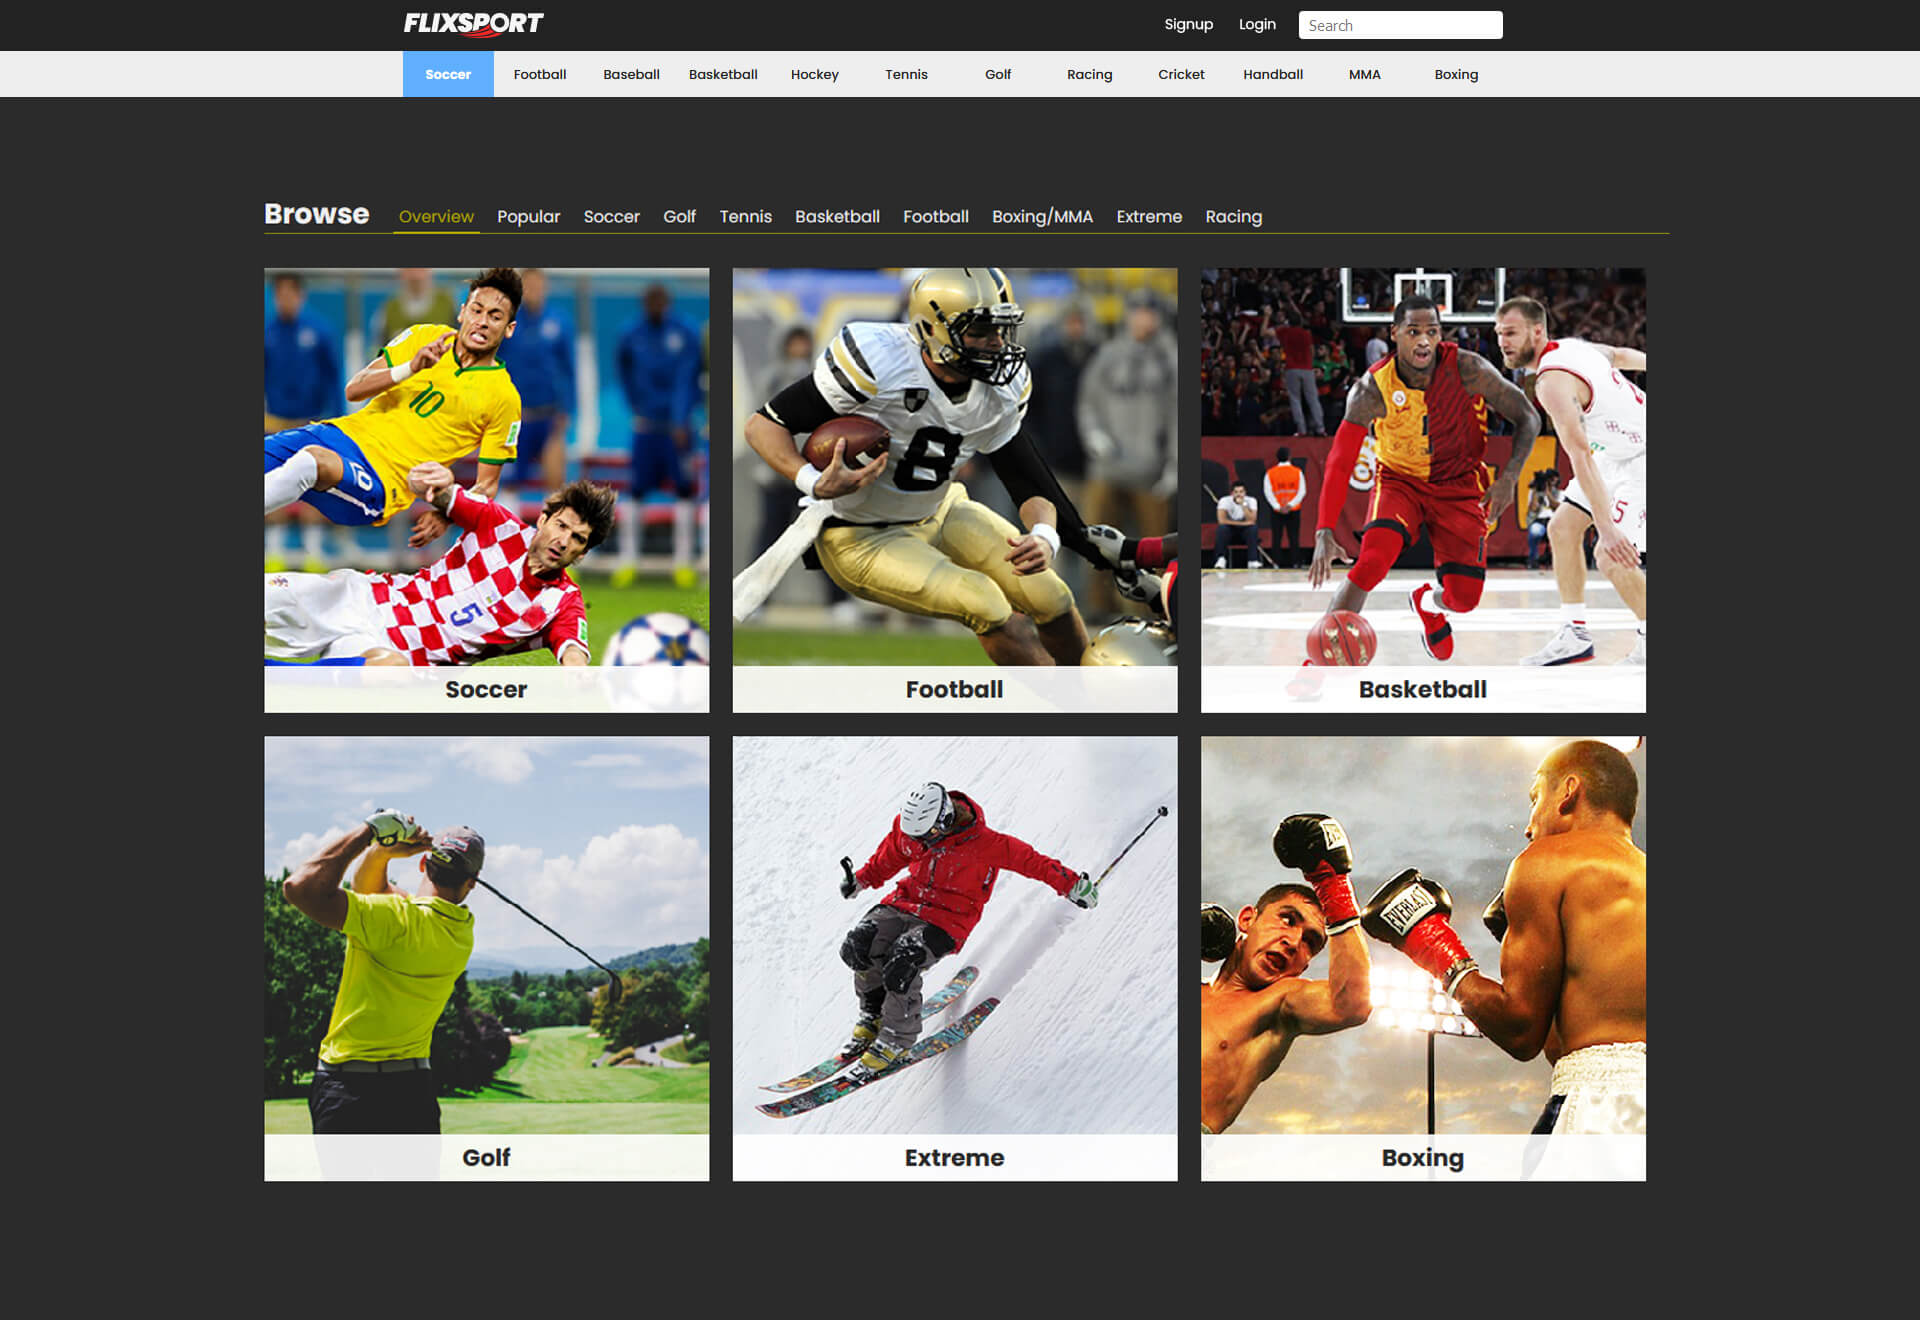 FLIXSPORT
Signup Login Search
Soccer Football Baseball Basketball Hockey Tennis Golf Racing Cricket Handball MMA Boxing
Browse Overview Popular Soccer Golf Tennis Basketball Football Boxing/MMA Extreme Racing
10
10
5
8
1
5
Soccer Football Basketball
EVERLAST
Golf Extreme Boxing